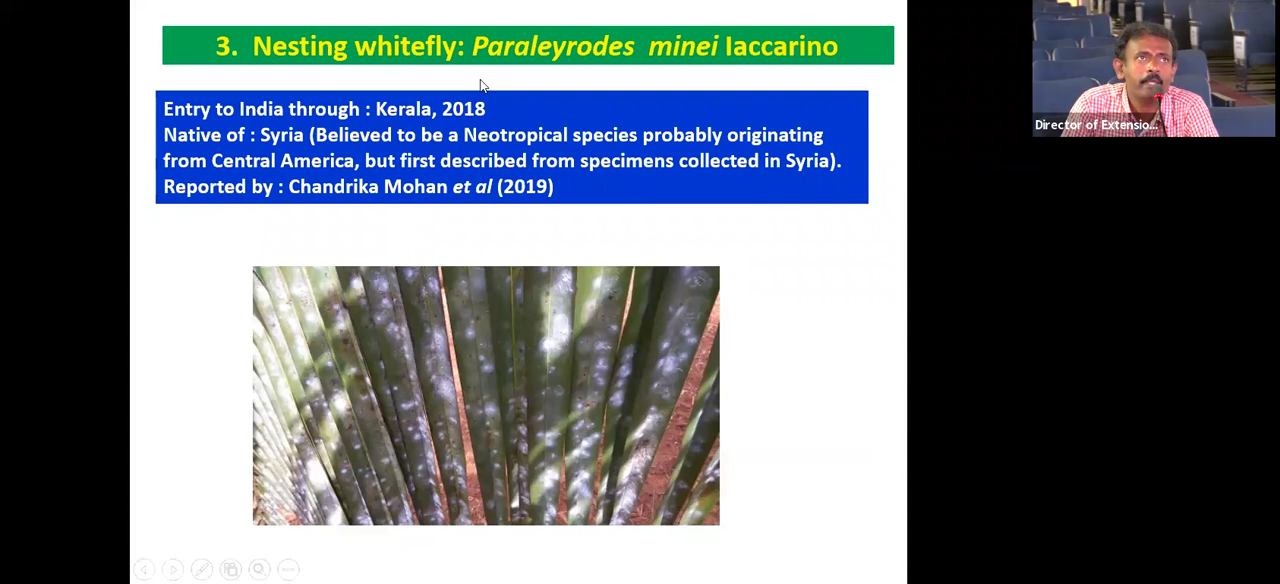 3. Nesting whitefly: Paraleyrodes minei Iaccarino
Entry to India through : Kerala, 2018
Native of : Syria (Believed to be a Neotropical species probably originating
from Central America, but first described from specimens collected in Syria).
Reported by : Chandrika Mohan et al (2019)
Director of Extensio...